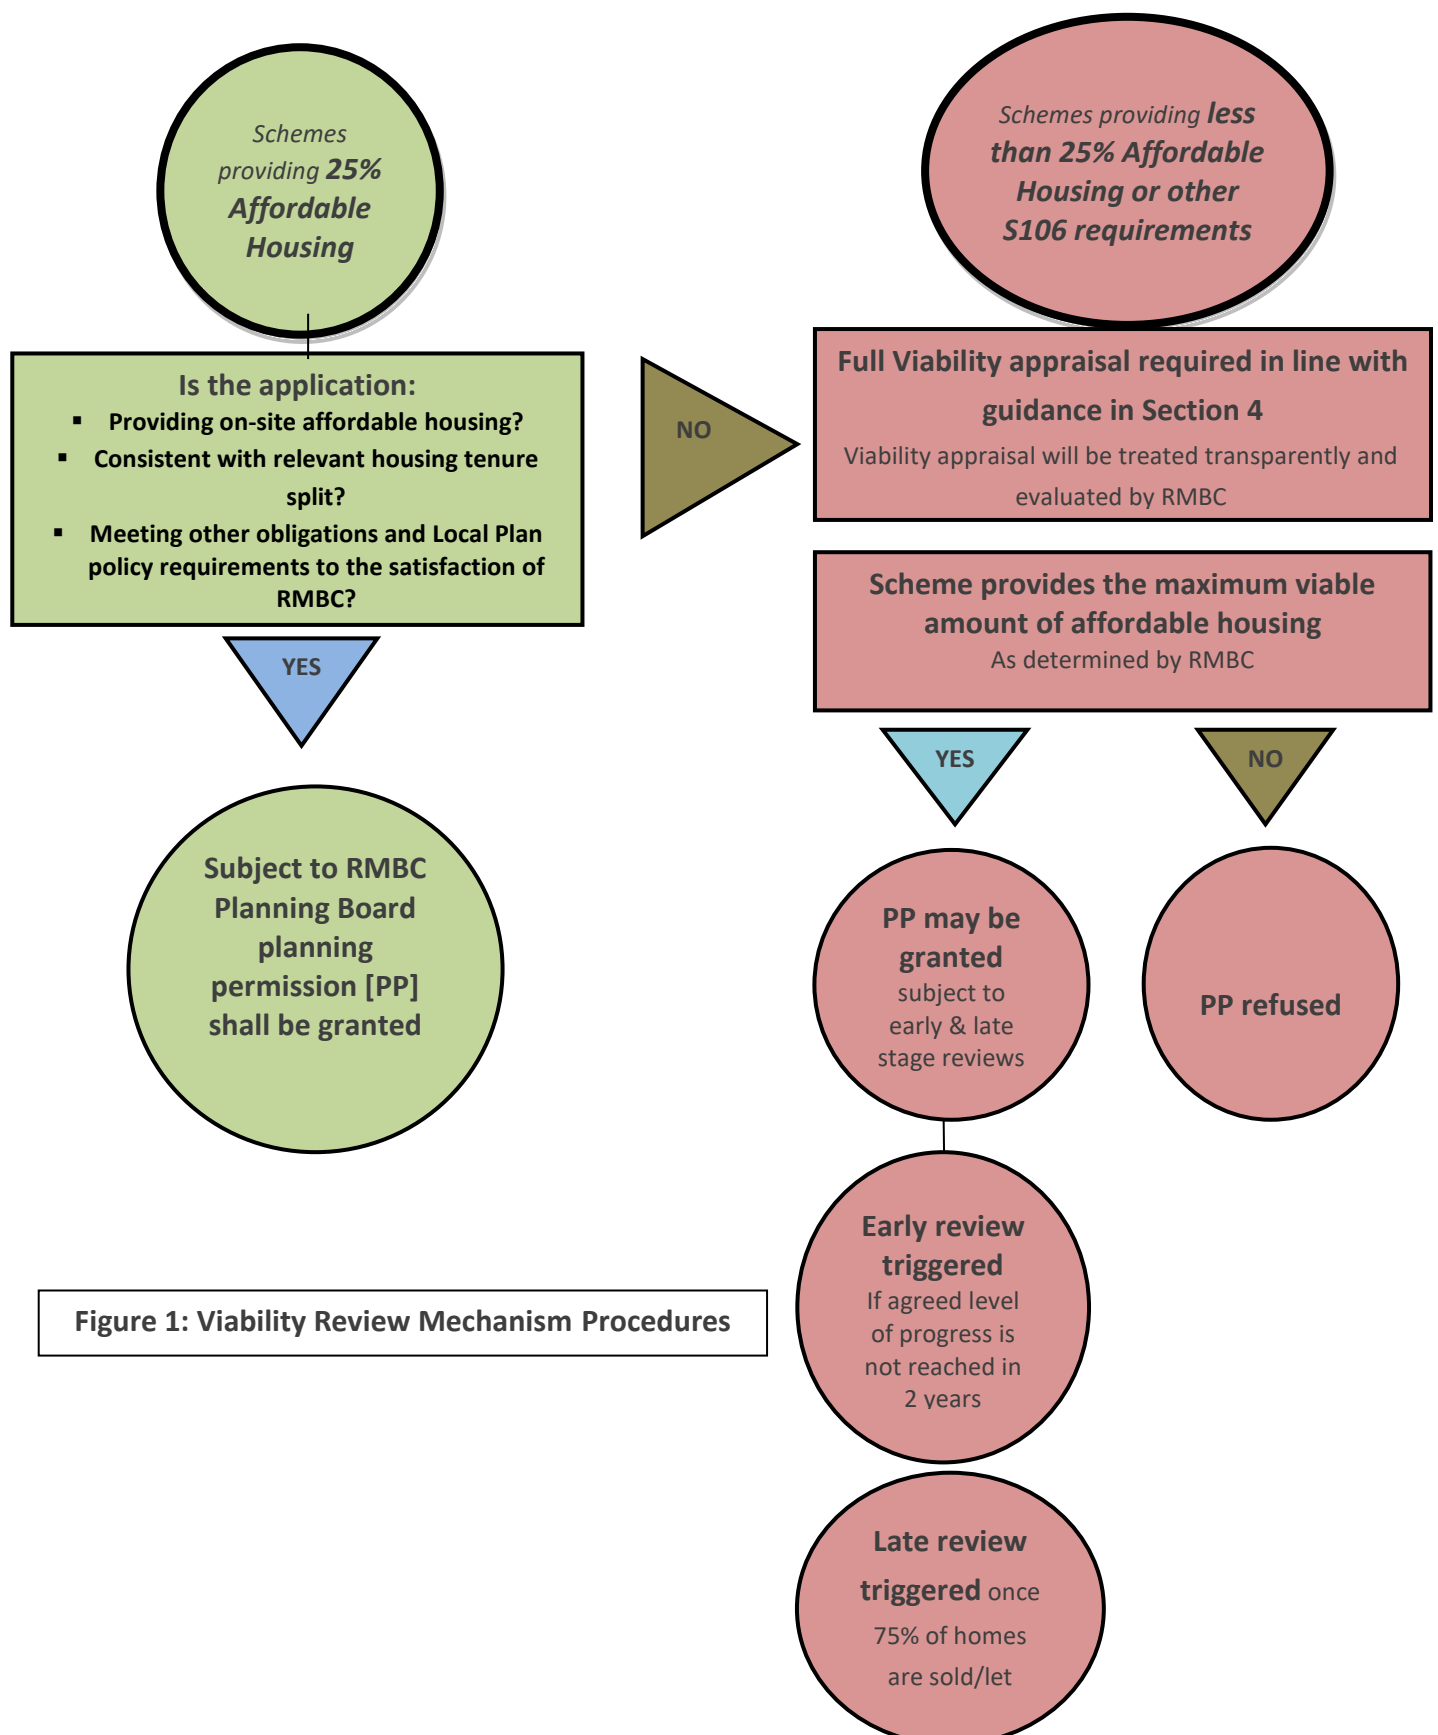 Schemes
providing 25%
Affordable
Housing
Schemes providing less
than 25% Affordable
Housing or other
S106 requirements
Is the application:
▪ Providing on-site affordable housing?
▪ Consistent with relevant housing tenure
split?
▪ Meeting other obligations and Local Plan
policy requirements to the satisfaction of
RMBC?
NO
Full Viability appraisal required in line with
guidance in Section 4
Viability appraisal will be treated transparently and
evaluated by RMBC
Scheme provides the maximum viable
amount of affordable housing
As determined by RMBC
YES
YES
NO
Subject to RMBC
Planning Board
planning
permission [PP]
shall be granted
PP may be
granted
subject to
early & late
stage reviews
PP refused
Early review
triggered
If agreed level
of progress is
not reached in
2 years
Figure 1: Viability Review Mechanism Procedures
Late review
triggered once
75% of homes
are sold/let